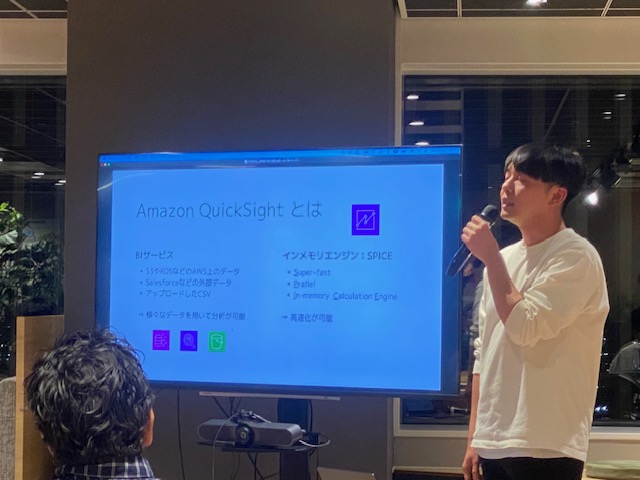 Amazon QuickSight とは
BIサービス
• S3やRDSなどのAWS上のデータ
• Salesforceなどの外部データ
• アップロードしたCSV
⇒ 様々なデータを用いて分析が可能
インメモリエンジン：SPICE
• Super-fast
• Prallel
• In-memory Calculation Engine
⇒ 高速化が可能